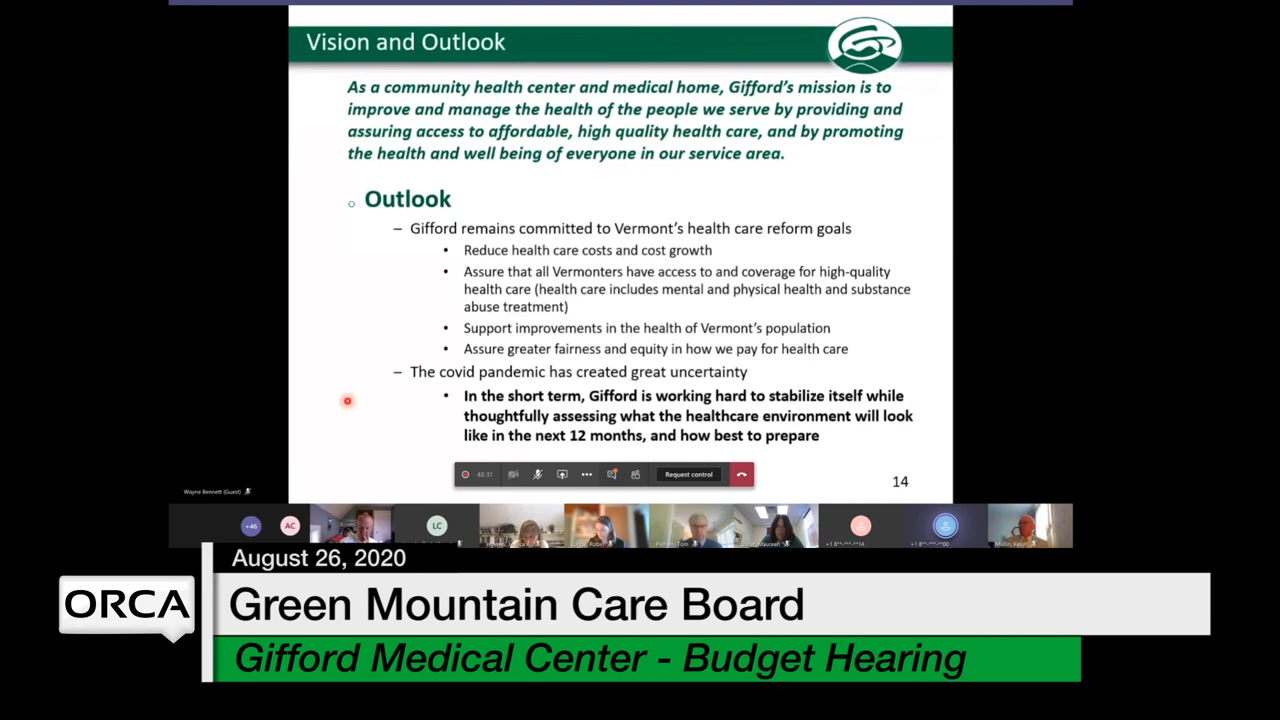 Vision and Outlook
As a community health center and medical home, Gifford's mission is to
improve and manage the health of the people we serve by providing and
assuring access to affordable, high quality health care, and by promoting
the health and well being of everyone in our service area.
Outlook
– Gifford remains committed to Vermont's health care reform goals
• Reduce health care costs and cost growth
• Assure that all Vermonters have access to and coverage for high-quality
health care (health care includes mental and physical health and substance
abuse treatment)
• Support improvements in the health of Vermont's population
• Assure greater fairness and equity in how we pay for health care
– The covid pandemic has created great uncertainty
• In the short term, Gifford is working hard to stabilize itself while
thoughtfully assessing what the healthcare environment will look
like in the next 12 months, and how best to prepare
48:31
Request control
14
Wayne Bennett (Guest)
+46
AC
LC
August 26, 2020
ORCA
Green Mountain Care Board
Gifford Medical Center - Budget Hearing